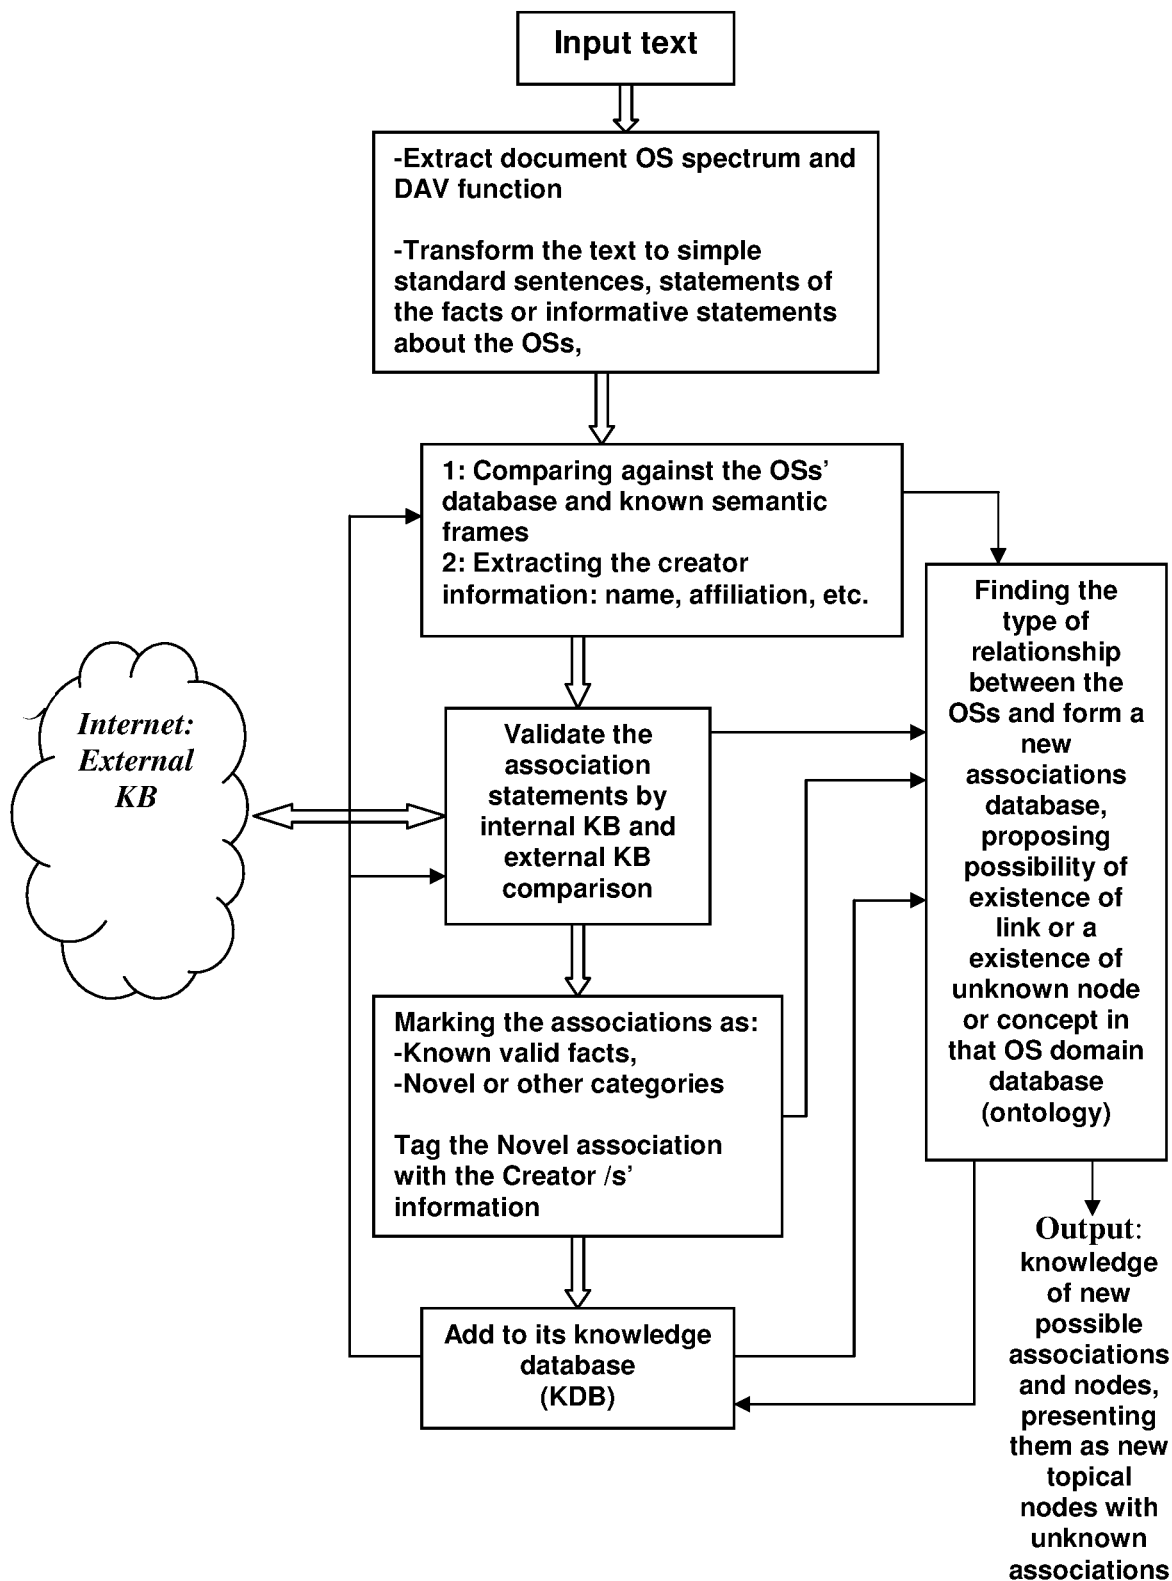 Input text
-Extract document OS spectrum and
DAV function
-Transform the text to simple
standard sentences, statements of
the facts or informative statements
about the OSs,
1: Comparing against the OSs’
database and known semantic
frames
2: Extracting the creator
information: name, affiliation, etc.
Internet:
External
KB
Validate the
association
statements by
internal KB and
external KB
comparison
Marking the associations as:
-Known valid facts,
-Novel or other categories
Tag the Novel association
with the Creator /s’
information
Add to its knowledge
database
(KDB)
Finding the
type of
relationship
between the
OSs and form a
new
associations
database,
proposing
possibility of
existence of
link or a
existence of
unknown node
or concept in
that OS domain
database
(ontology)
Output:
knowledge
of new
possible
associations
and nodes,
presenting
them as new
topical
nodes with
unknown
associations